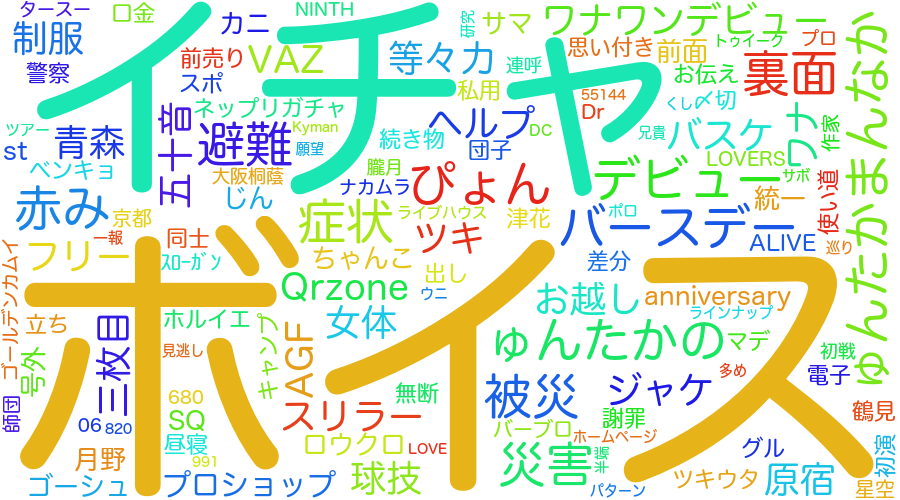 タースー
口金
イチャ
NINTH
研究
サマ
ワナワンデビュー
制服
カニ
前売り
VAZ
等々力
連呼
思い付き
前面
トゥイーク
プロ
裏面
ゅんたかまんなか
警察
スポ
私用
お伝え
55144
Dr
くし
〆切
ネップリガチャ
ヘルプ
ツアー
青森
五十音
避難
Kyman
願望
続き物
団子
DC
兄貴
バスケ
ワナ
作家
st
ベンキョ
大阪桐蔭
朧月
ナカムラ
ぴょん
デビュー
LOVERS
サボ
赤み
京都
じん
症状
ライブハウス
津花
バースデー
ポロ
統一
使い道
一報
同士
ツキ
ALIVE
巡り
フリー
スローガン
ちゃんこ
出し
差分
ゴールデンカムイ
ボイス
Qrzone
ウニ
お越し
anniversary
立ち
三枚目
ホルイエ
女体
ラインナップ
ゅんたかの
マデ
初戦
号外
見逃し
キャンプ
AGF
多め
電子
師団
680
無断
被災
ジャケ
06
820
SQ
スリラー
バーブロ
謝罪
鶴見
昼寝
ロウクロ
LOVE
ホームページ
初演
月野
991
球技
災害
半端
グル
ゴーシュ
プロショップ
パターン
ツキウタ
原宿
星空